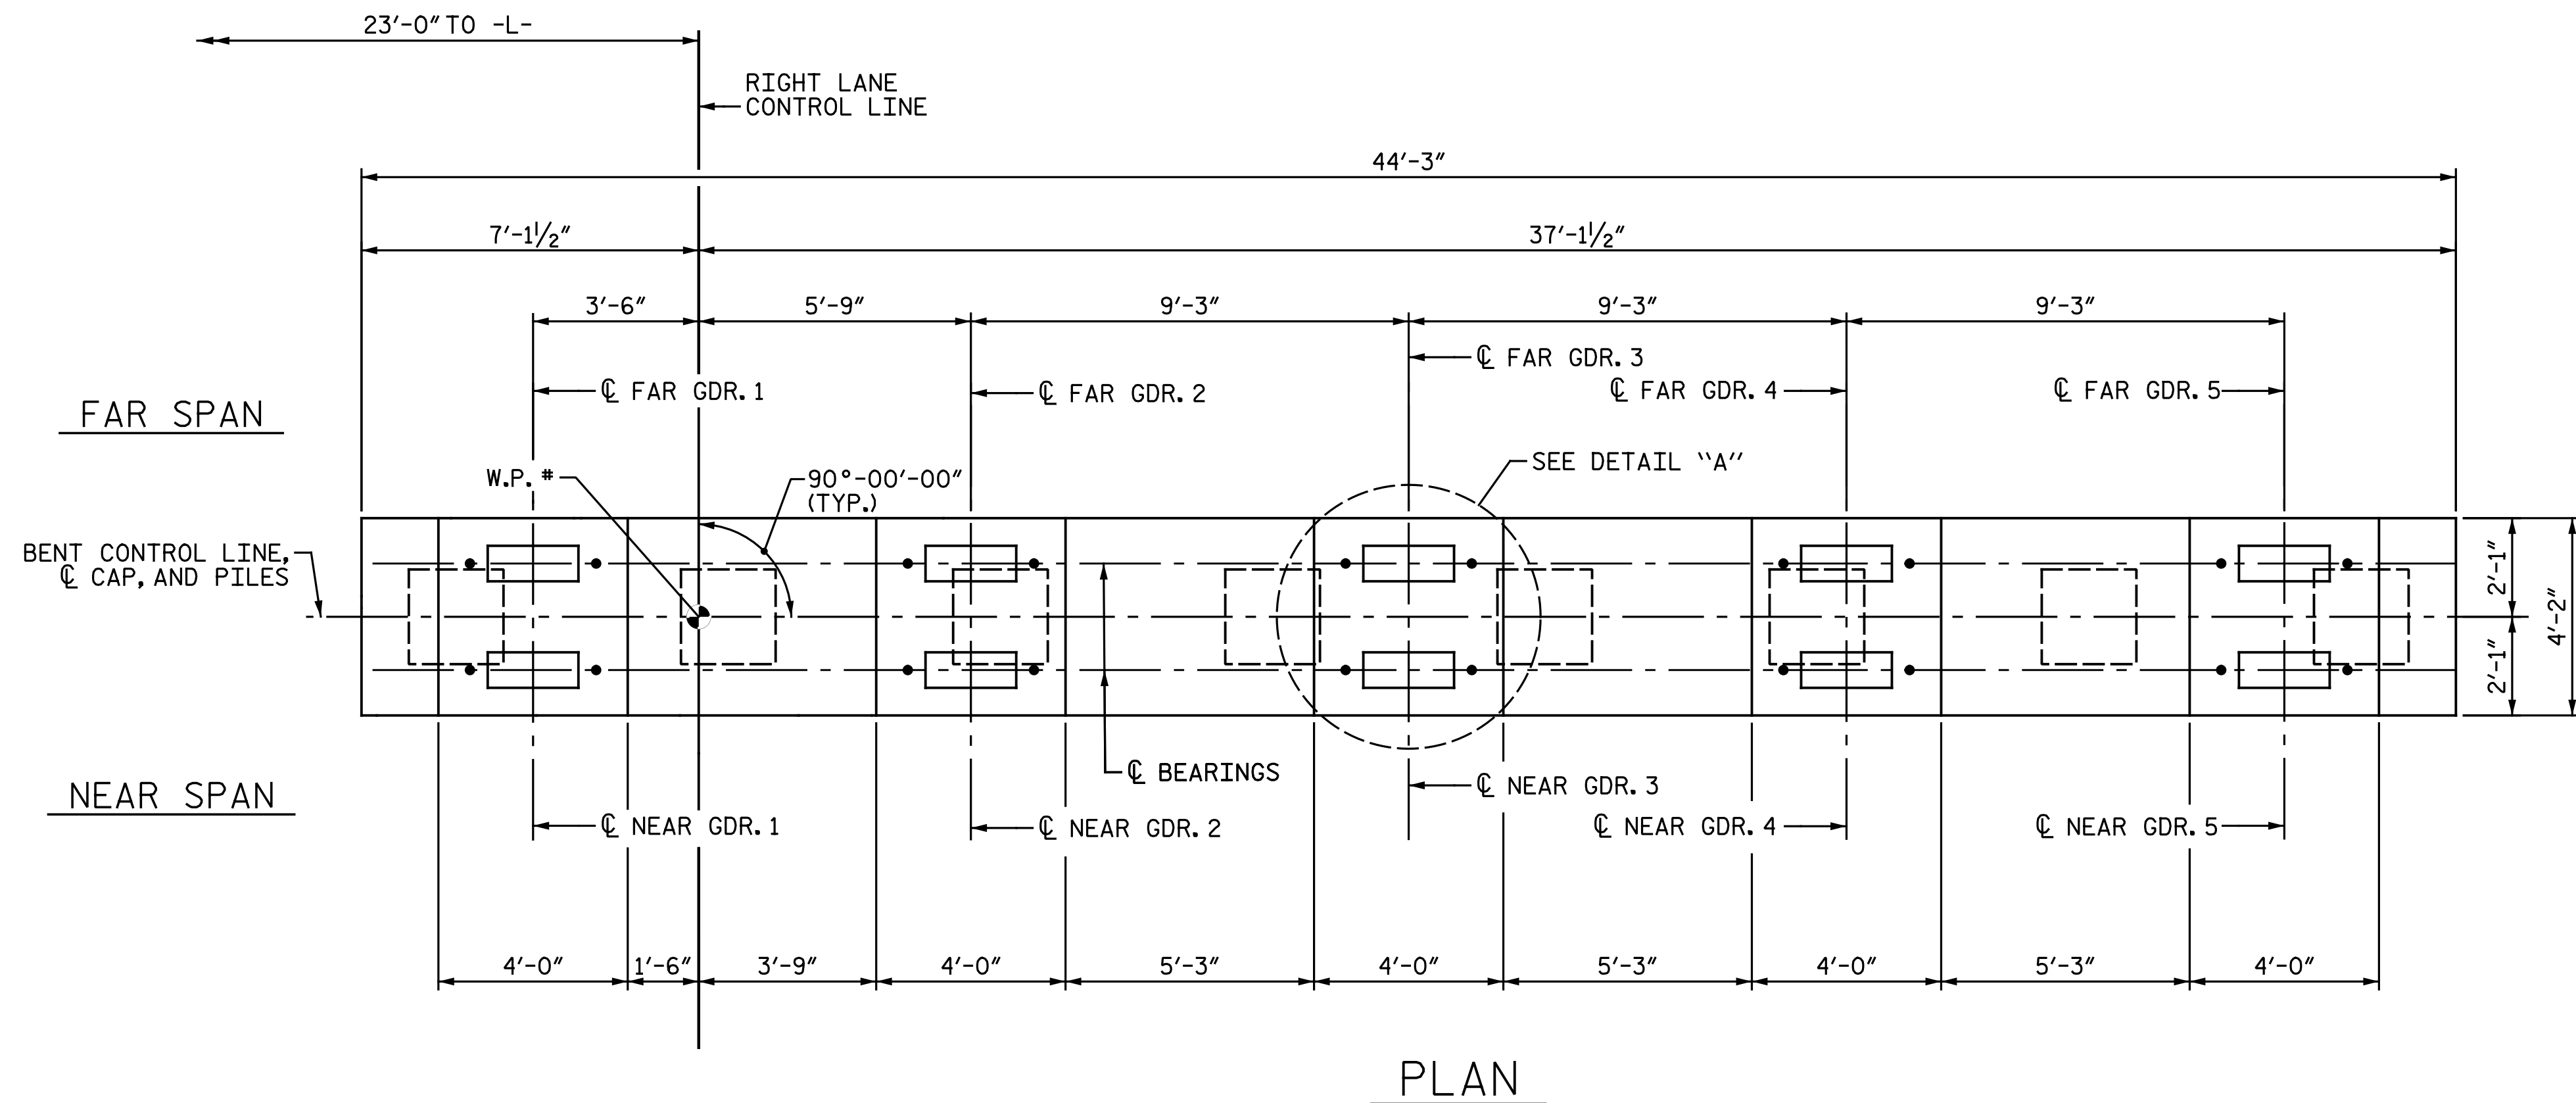 23'-0" TO -L-
RIGHT LANE
CONTROL LINE
44'-3"
7'-1½"
37'-1½"
3'-6"
5'-9"
9'-3"
9'-3"
9'-3"
℄ FAR GDR. 3
℄ FAR GDR. 1
℄ FAR GDR. 2
℄ FAR GDR. 4
℄ FAR GDR. 5
FAR SPAN
W.P. #
90°-00'-00"
(TYP.)
SEE DETAIL "A"
BENT CONTROL LINE,
℄ CAP, AND PILES
2'-1"
4'-2"
2'-1"
℄ BEARINGS
NEAR SPAN
℄ NEAR GDR. 3
℄ NEAR GDR. 1
℄ NEAR GDR. 2
℄ NEAR GDR. 4
℄ NEAR GDR. 5
4'-0"
1'-6"
3'-9"
4'-0"
5'-3"
4'-0"
5'-3"
4'-0"
5'-3"
4'-0"
PLAN